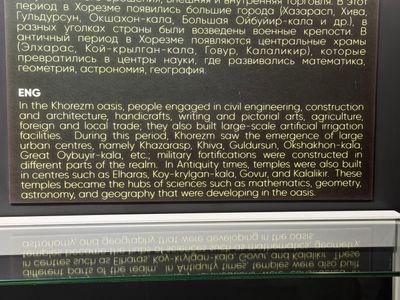 внешняя и внутренняя торговля. В этот
период в Хорезме появились большие города (Хазарасп, Хива,
Гульдурсун, Окшахон-кала, Большая Ойбуйир-кала и др.), в
разных уголках страны были возведены военные крепости. В
античный период в Хорезме появляются центральные храмы
(Элхарас, Кой-крылган-кала, Говур, Калаликир), которые
превратились в центры науки, где развивались математика,
геометрия, астрономия, география.
ENG
In the Khorezm oasis, people engaged in civil engineering, construction
and architecture, handicrafts, writing and pictorial arts, agriculture,
foreign and local trade; they also built large-scale artificial irrigation
facilities. During this period, Khorezm saw the emergence of large
urban centres, namely Khazarasp, Khiva, Guldursun, Okshakhon-kala,
Great Oybuyir-kala, etc.; military fortifications were constructed in
different parts of the realm. In Antiquity times, temples were also built
in centres such as Elharas, Koy-krylgan-kala, Govur, and Kalalikir. These
temples became the hubs of sciences such as mathematics, geometry,
astronomy, and geography that were developing in the oasis.